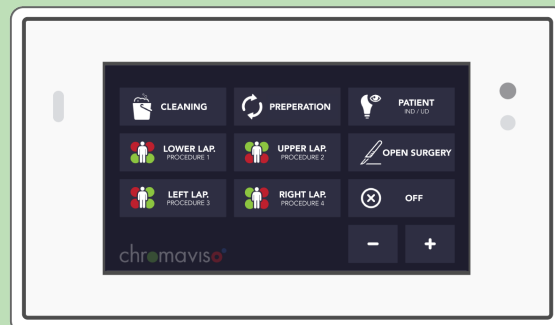 CLEANING
PREPERATION
PATIENT
IND / UD
LOWER LAP.
PROCEDURE 1
UPPER LAP.
PROCEDURE 2
OPEN SURGERY
LEFT LAP.
PROCEDURE 3
RIGHT LAP.
PROCEDURE 4
OFF
- +
chromaviso